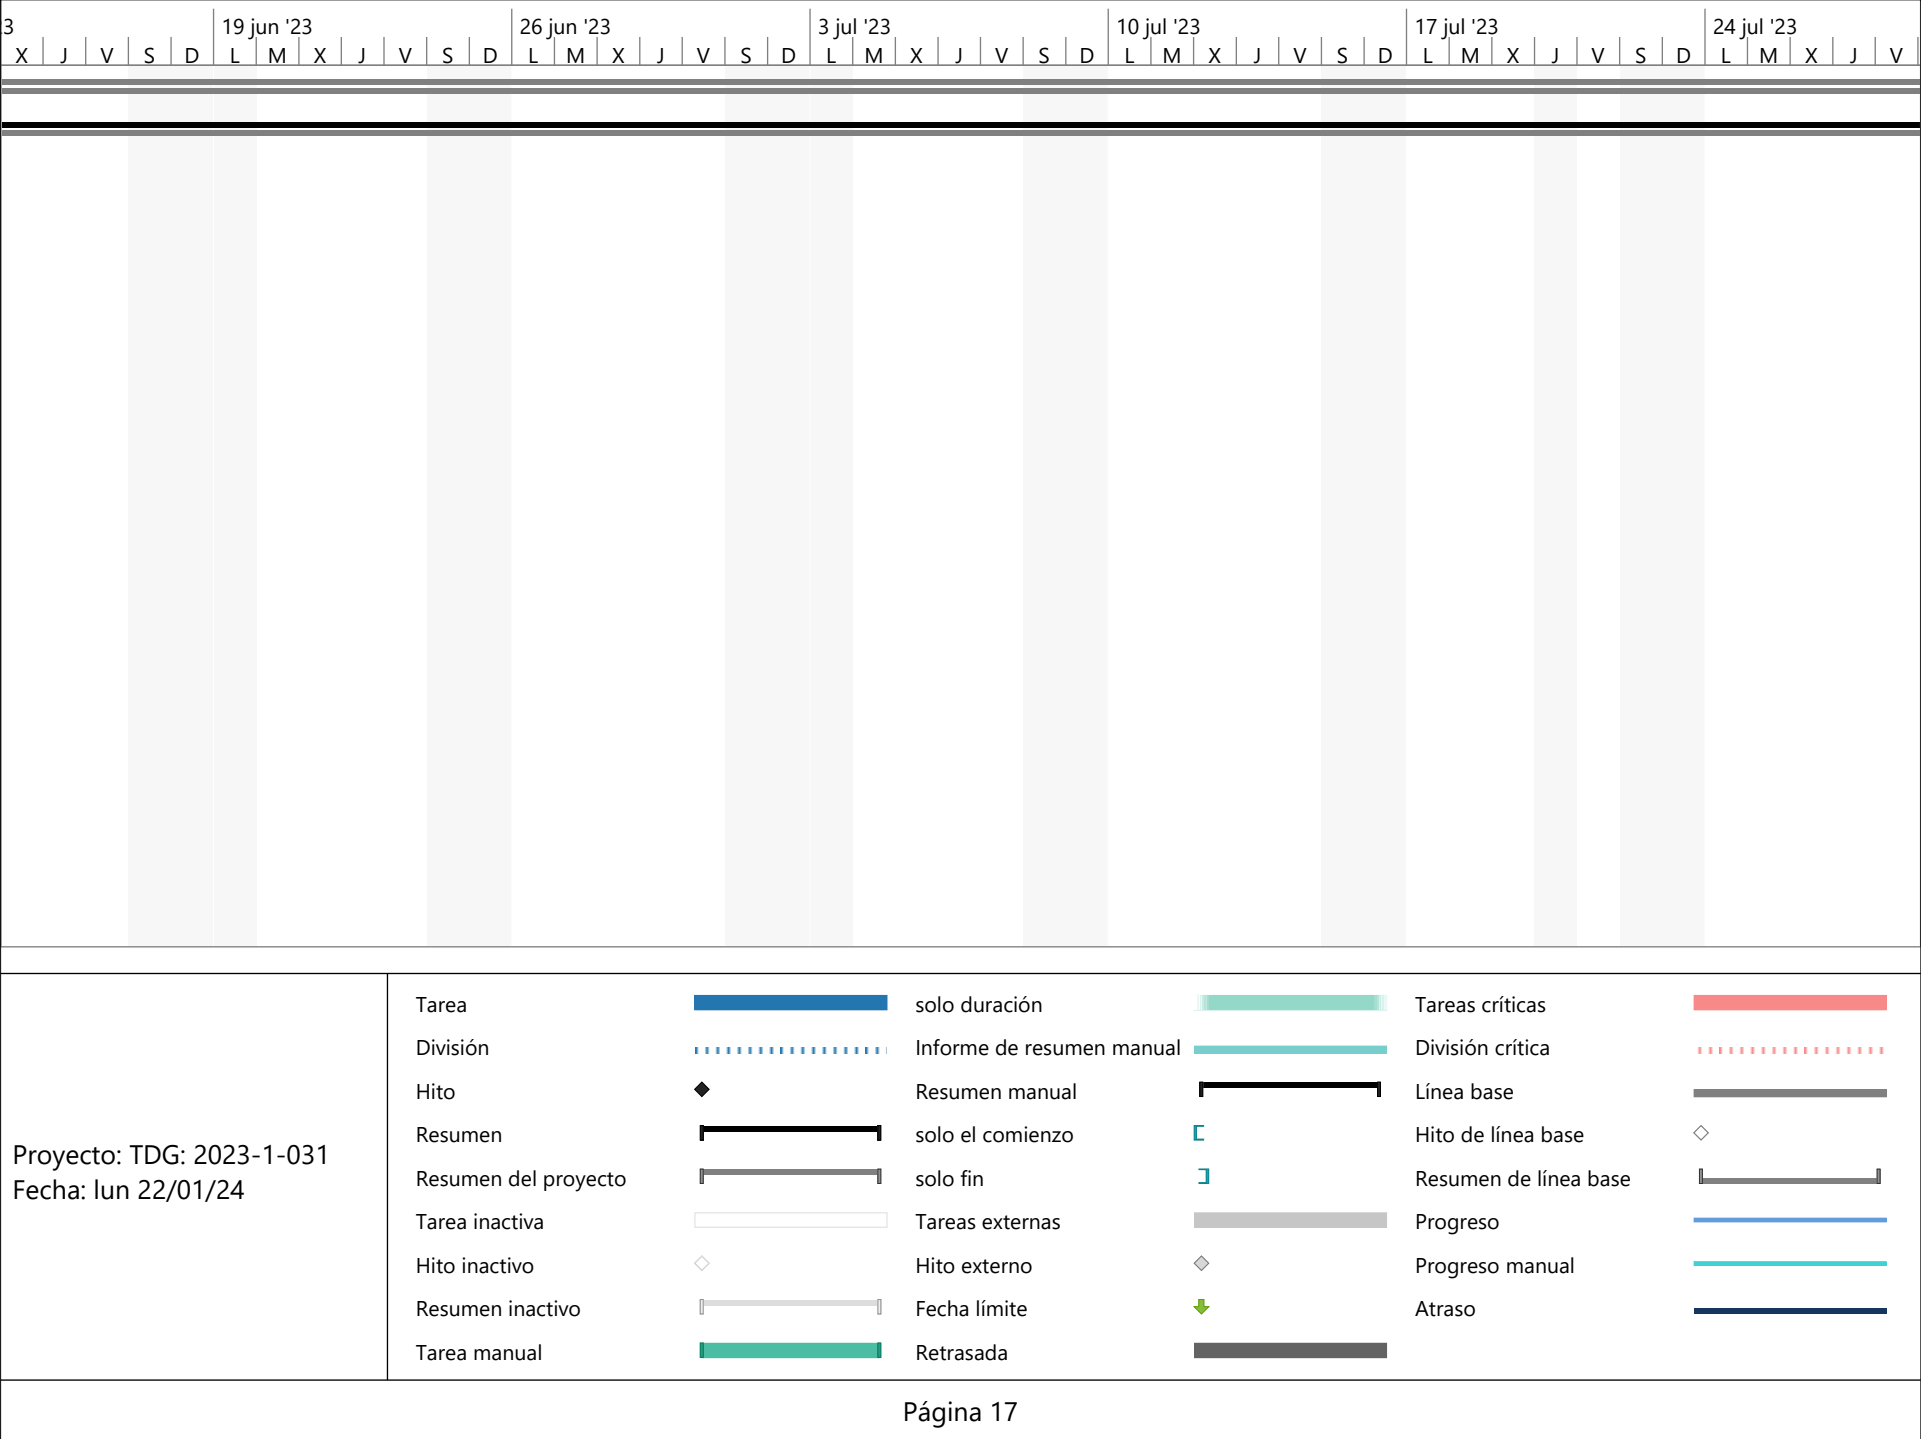 3 19 jun '23 26 jun '23 3 jul '23 10 jul '23 17 jul '23 24 jul '23
X J V S D L M X J V S D L M X J V S D L M X J V S D L M X J V S D L M X J V S D L M X J V
Proyecto: TDG: 2023-1-031
Fecha: lun 22/01/24
Tarea
División
Hito
Resumen
Resumen del proyecto
Tarea inactiva
Hito inactivo
Resumen inactivo
Tarea manual
solo duración
Informe de resumen manual
Resumen manual
solo el comienzo
solo fin
Tareas externas
Hito externo
Fecha límite
Retrasada
Tareas críticas
División crítica
Línea base
Hito de línea base
Resumen de línea base
Progreso
Progreso manual
Atraso
Página 17